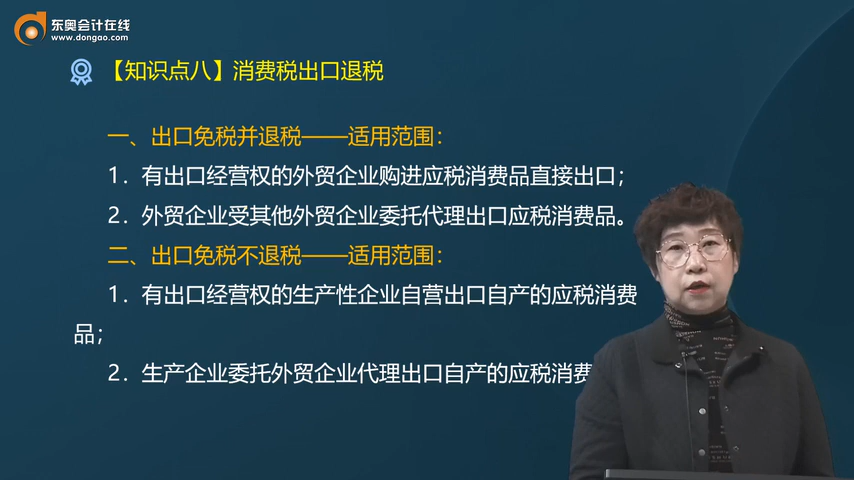 东奥会计在线
www.dongao.com
【知识点八】消费税出口退税
一、出口免税并退税——适用范围：
1．有出口经营权的外贸企业购进应税消费品直接出口；
2．外贸企业受其他外贸企业委托代理出口应税消费品。
二、出口免税不退税——适用范围：
1．有出口经营权的生产性企业自营出口自产的应税消费
品；
2．生产企业委托外贸企业代理出口自产的应税消费